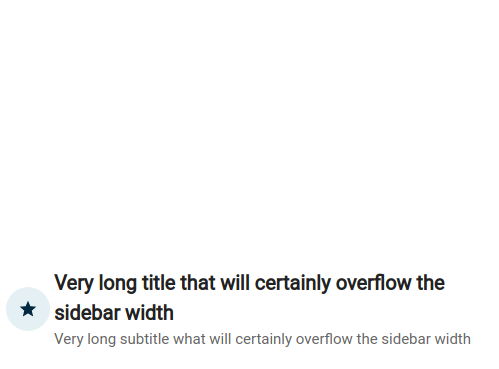 Very long title that will certainly overflow the
sidebar width
Very long subtitle what will certainly overflow the sidebar width